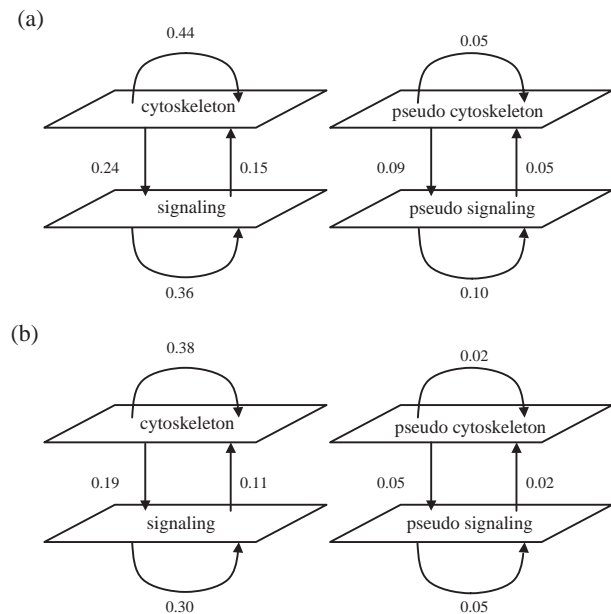 (a)
0.44 0.05
cytoskeleton pseudo cytoskeleton
0.24 0.15 0.09 0.05
signaling pseudo signaling
0.36 0.10
(b)
0.38 0.02
cytoskeleton pseudo cytoskeleton
0.19 0.11 0.05 0.02
signaling pseudo signaling
0.30 0.05